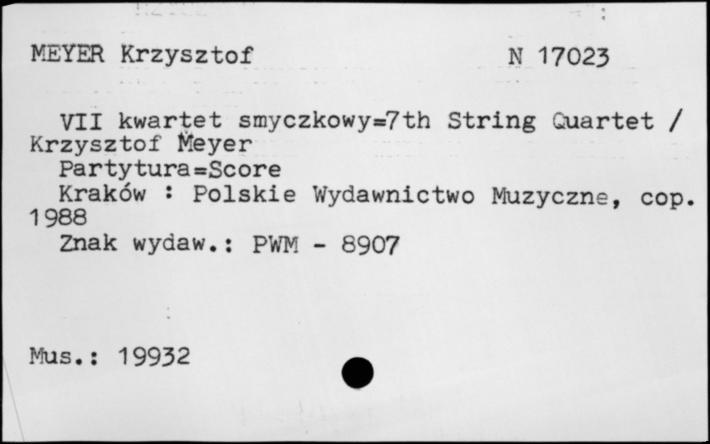 MEYER Krzysztof N 17023
VII kwartet smyczkowy=7th String Quartet /
Krzysztof Meyer
Partytura=Score
Kraków : Polskie Wydawnictwo Muzyczne, cop.
1988
Znak wydaw.: PWM - 8907
Mus.: 19932